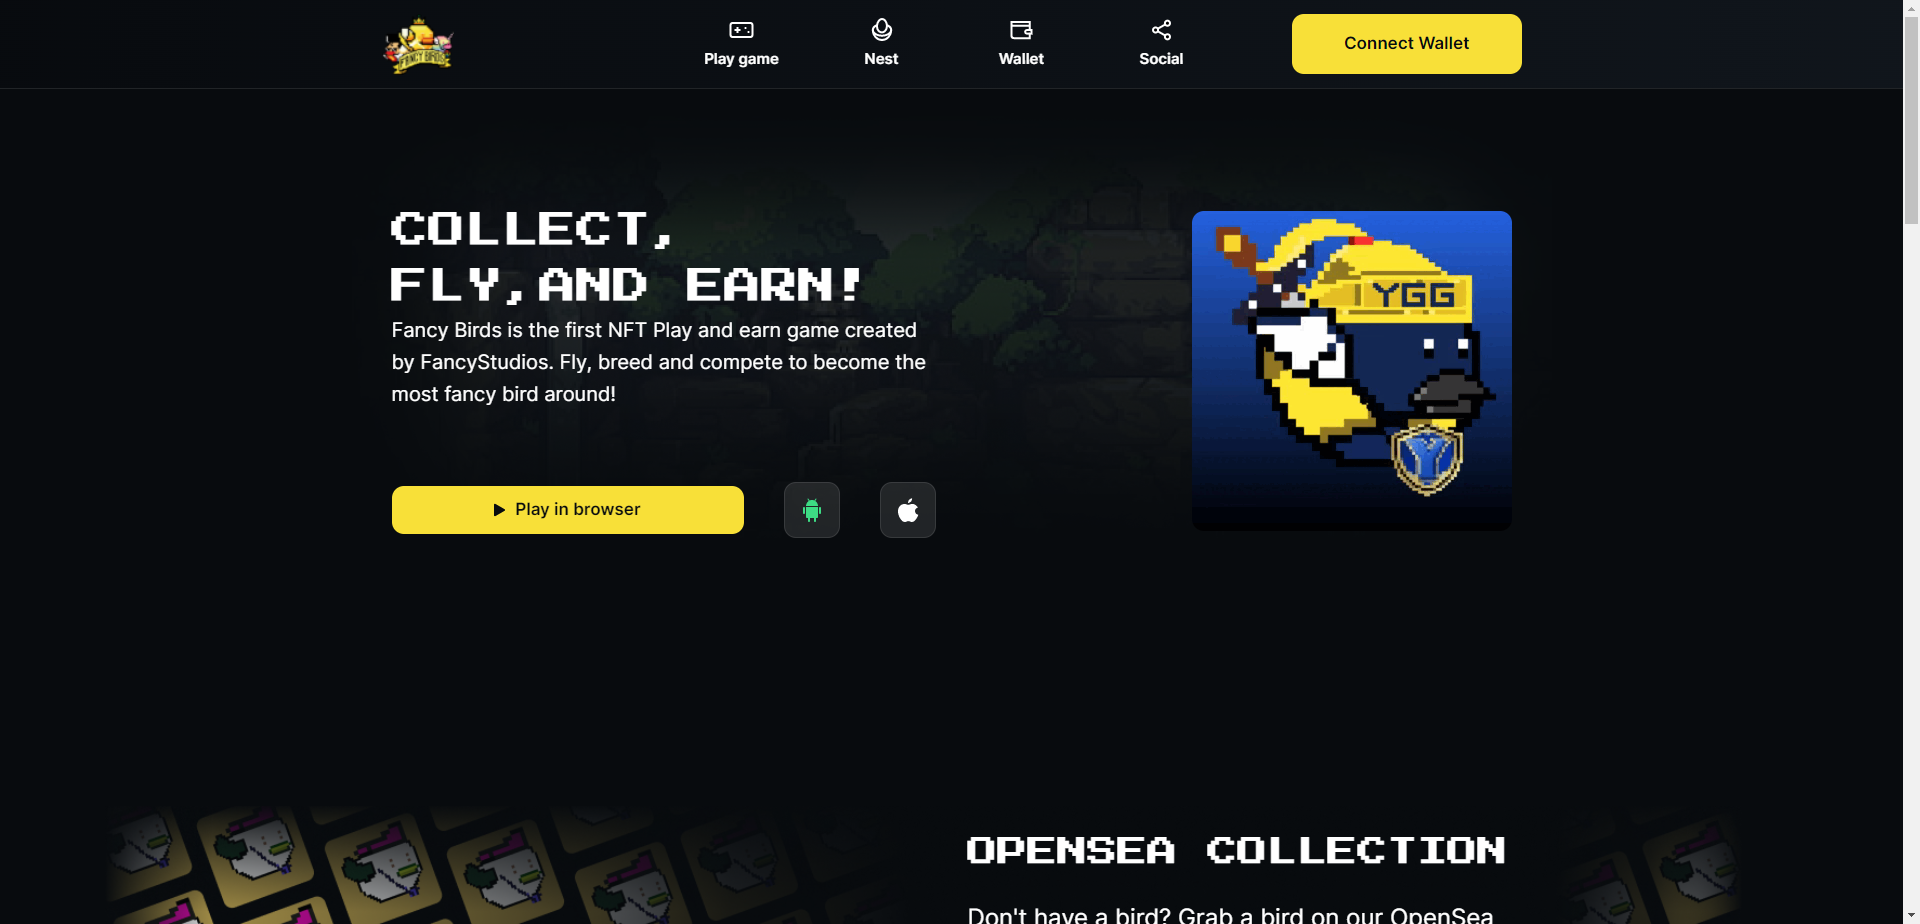 FANCY BIRDS
Play game
Nest
Wallet
Social
Connect Wallet
COLLECT,
FLY,AND EARN!
Fancy Birds is the first NFT Play and earn game created
by FancyStudios. Fly, breed and compete to become the
most fancy bird around!
YGG
Y
Play in browser
OPENSEA COLLECTION
Don't have a bird? Grab a bird on our OpenSea